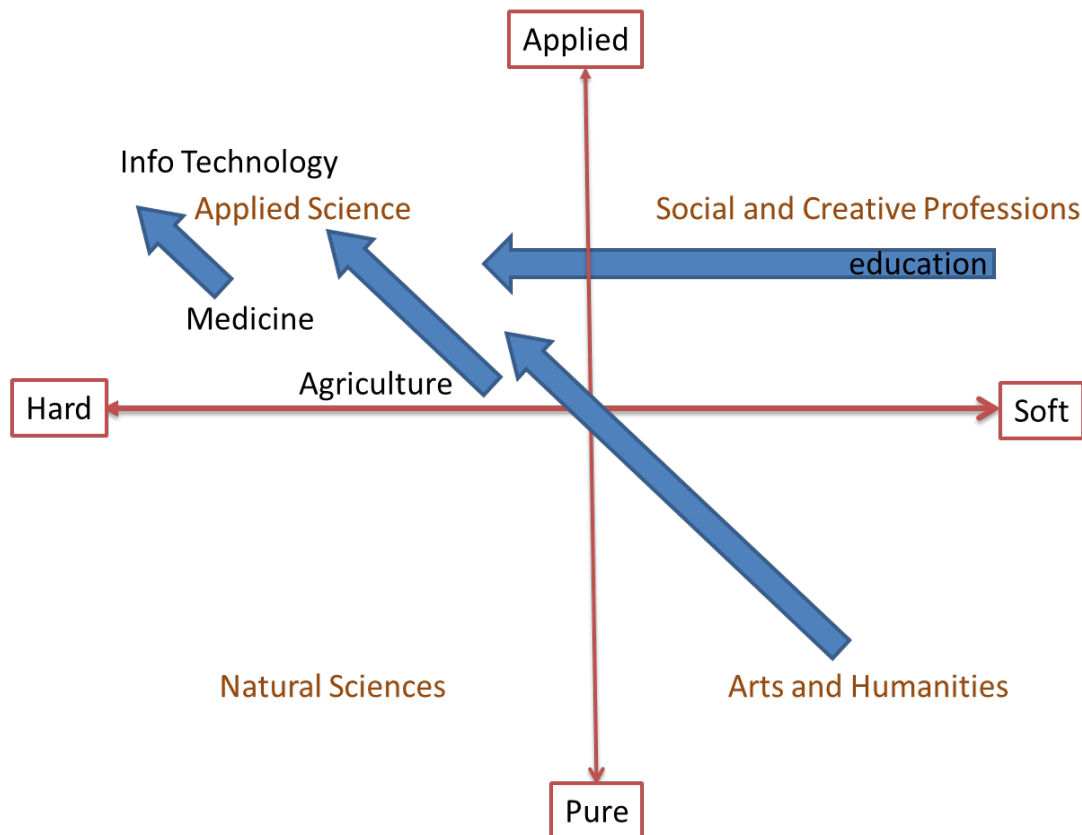 Applied
Info Technology
Applied Science
Social and Creative Professions
education
Medicine
Agriculture
Hard
Soft
Natural Sciences
Arts and Humanities
Pure